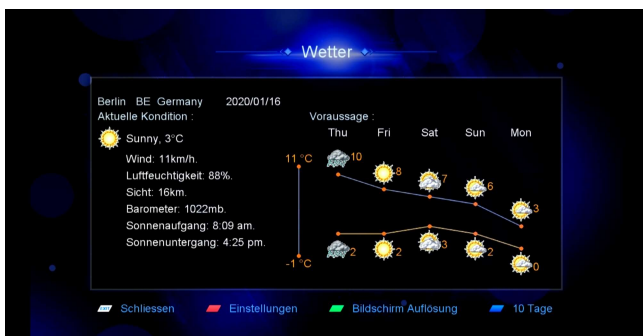 Wetter
Berlin BE Germany 2020/01/16
Aktuelle Kondition :
Sunny, 3°C
Wind: 11km/h.
Luftfeuchtigkeit: 88%.
Sicht: 16km.
Barometer: 1022mb.
Sonnenaufgang: 8:09 am.
Sonnenuntergang: 4:25 pm.
Voraussage :
Thu Fri Sat Sun Mon
11 °C
10 8 7 6 3
-1 °C
2 2 3 2 0
EXIT Schliessen Einstellungen Bildschirm Auflösung 10 Tage